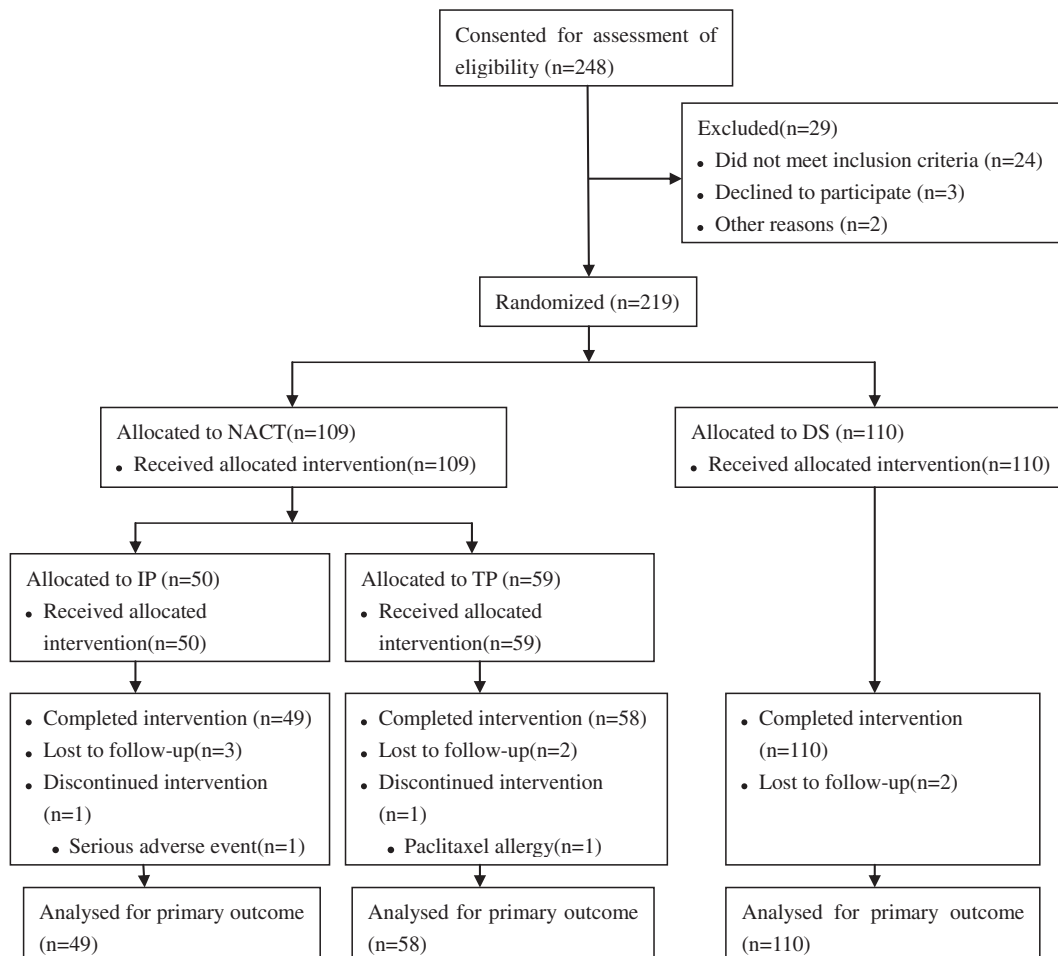 Consented for assessment of
eligibility (n=248)
Excluded(n=29)
• Did not meet inclusion criteria (n=24)
• Declined to participate (n=3)
• Other reasons (n=2)
Randomized (n=219)
Allocated to NACT(n=109)
• Received allocated intervention(n=109)
Allocated to DS (n=110)
• Received allocated intervention(n=110)
Allocated to IP (n=50)
• Received allocated
intervention(n=50)
Allocated to TP (n=59)
• Received allocated
intervention(n=59)
• Completed intervention (n=49)
• Lost to follow-up(n=3)
• Discontinued intervention
(n=1)
• Serious adverse event(n=1)
• Completed intervention (n=58)
• Lost to follow-up(n=2)
• Discontinued intervention
(n=1)
• Paclitaxel allergy(n=1)
• Completed intervention
(n=110)
• Lost to follow-up(n=2)
Analysed for primary outcome
(n=49)
Analysed for primary outcome
(n=58)
Analysed for primary outcome
(n=110)